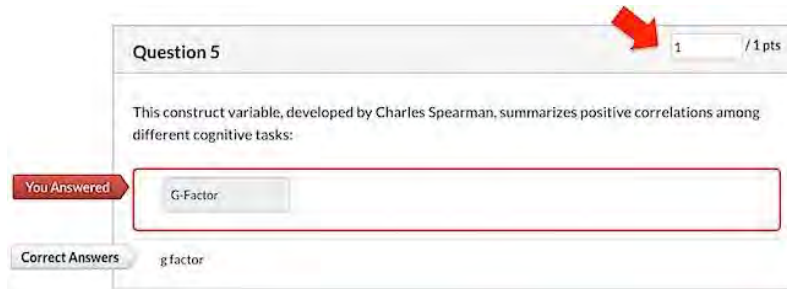 Question 5
1 / 1 pts
This construct variable, developed by Charles Spearman, summarizes positive correlations among
different cognitive tasks:
You Answered
G-Factor
Correct Answers
g factor